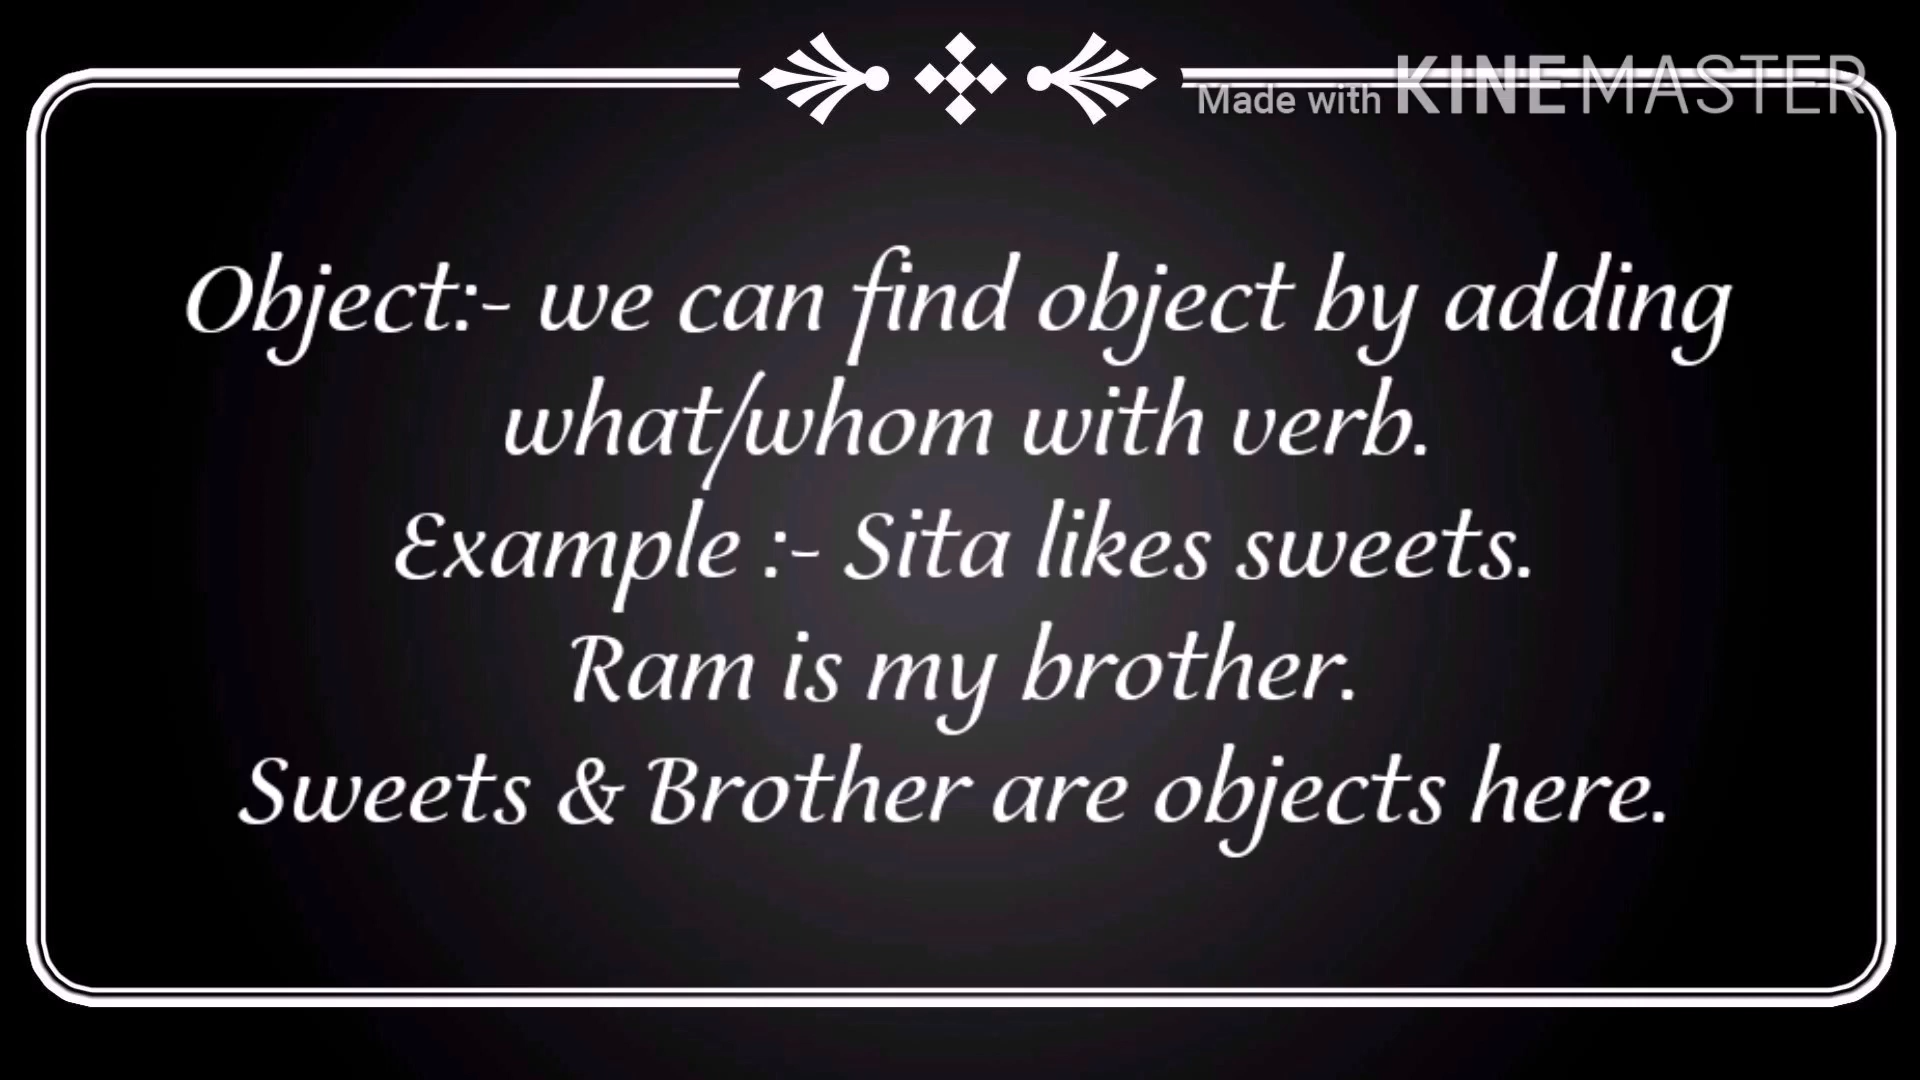 Made with KINEMASTER
Object:- we can find object by adding
what/whom with verb.
Example :- Sita likes sweets.
Ram is my brother.
Sweets & Brother are objects here.